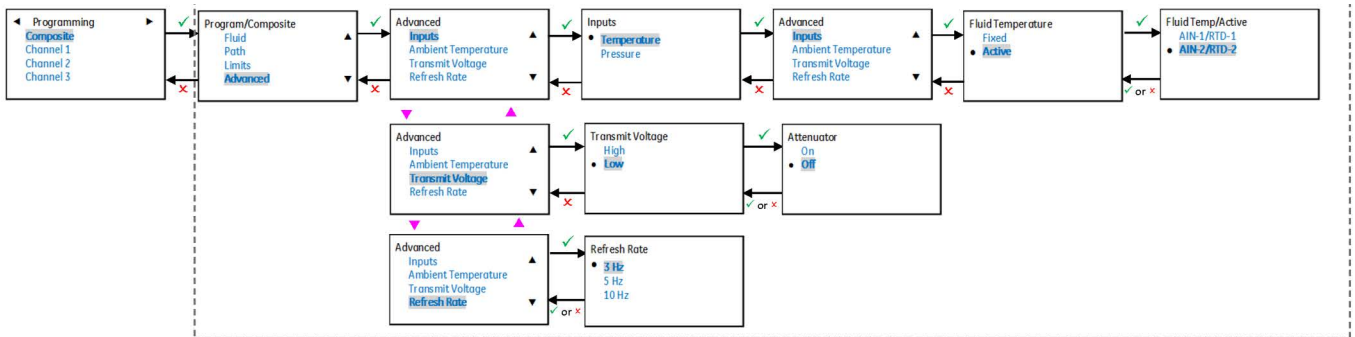 ◄ Programming ►
Composite
Channel 1
Channel 2
Channel 3
✓
✗
Program/Composite
Fluid ▲
Path
Limits
Advanced ▼
✓
✗
Advanced
Inputs ▲
Ambient Temperature
Transmit Voltage
Refresh Rate ▼
✓
✗
Inputs
• Temperature
Pressure
✓
✗
Advanced
Inputs ▲
Ambient Temperature
Transmit Voltage
Refresh Rate ▼
✓
✗
Fluid Temperature
Fixed
• Active
✓
✓ or ×
Fluid Temp/Active
AIN-1/RTD-1
• AIN-2/RTD-2
▼ ▲
Advanced
Inputs ▲
Ambient Temperature
Transmit Voltage
Refresh Rate ▼
✓
✗
Transmit Voltage
High
• Low
✓
✓ or ×
Attenuator
On
• Off
▼ ▲
Advanced
Inputs ▲
Ambient Temperature
Transmit Voltage
Refresh Rate ▼
✓
✓ or ×
Refresh Rate
• 3 Hz
5 Hz
10 Hz